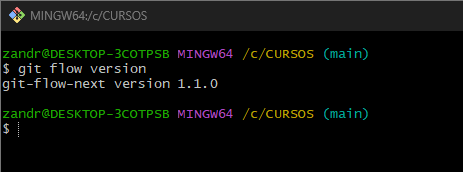 MINGW64:/c/CURSOS
zandr@DESKTOP-3COTPSB MINGW64 /c/CURSOS (main)
$ git flow version
git-flow-next version 1.1.0
zandr@DESKTOP-3COTPSB MINGW64 /c/CURSOS (main)
$